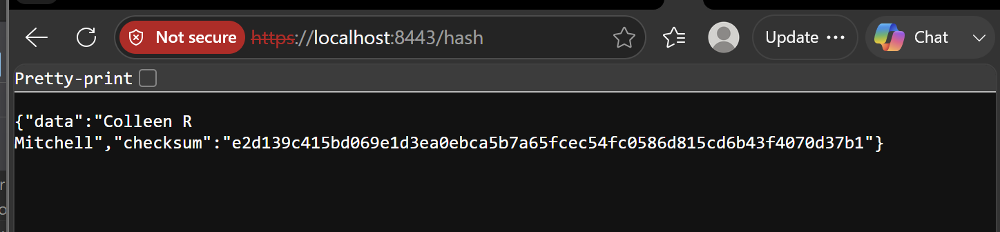 Not secure https://localhost:8443/hash Update Chat
Pretty-print
{"data":"Colleen R
Mitchell","checksum":"e2d139c415bd069e1d3ea0ebca5b7a65fcec54fc0586d815cd6b43f4070d37b1"}